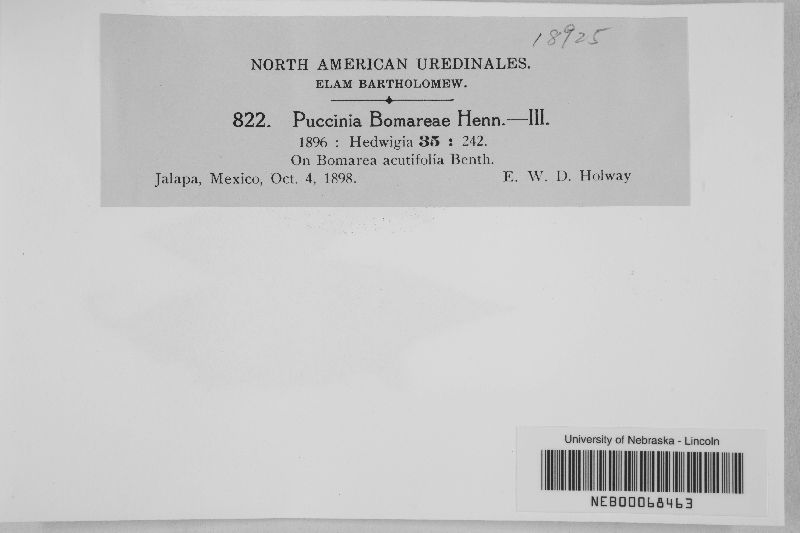 18925
NORTH AMERICAN UREDINALES.
ELAM BARTHOLOMEW.
822. Puccinia Bomareae Henn.—III.
1896 : Hedwigia 35 : 242.
On Bomarea acutifolia Benth.
Jalapa, Mexico, Oct. 4, 1898. E. W. D. Holway
University of Nebraska - Lincoln
NEB00068463